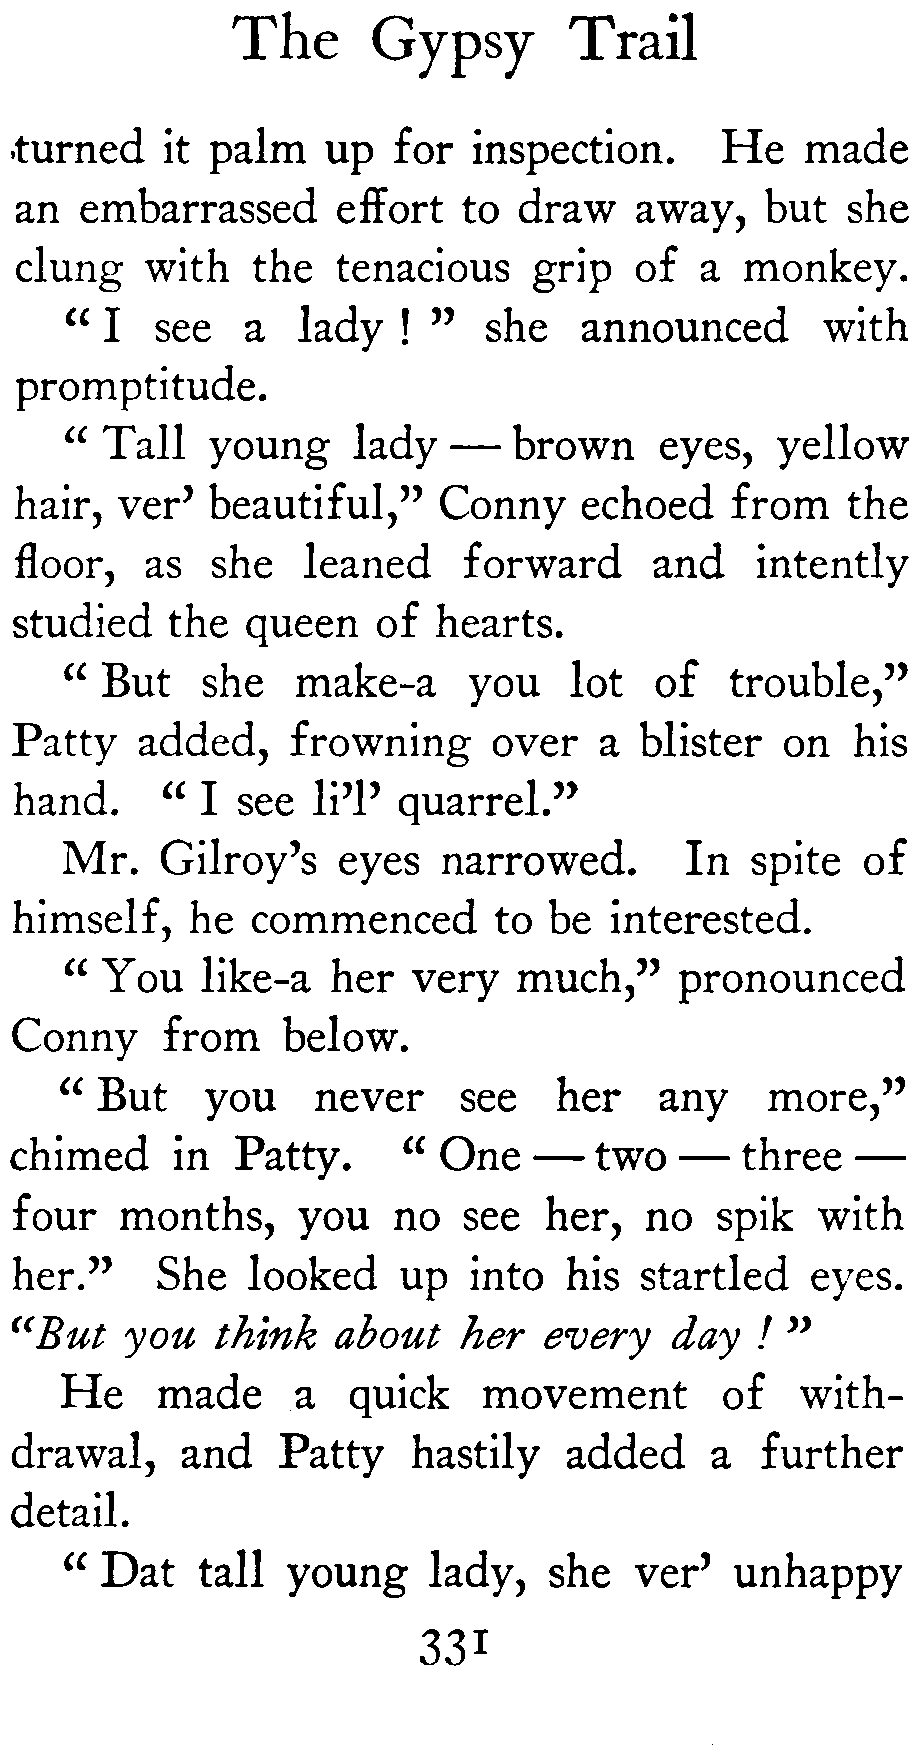 The Gypsy Trail
turned it palm up for inspection. He made
an embarrassed effort to draw away, but she
clung with the tenacious grip of a monkey.
“ I see a lady ! ” she announced with
promptitude.
“ Tall young lady — brown eyes, yellow
hair, ver’ beautiful,” Conny echoed from the
floor, as she leaned forward and intently
studied the queen of hearts.
“ But she make-a you lot of trouble,”
Patty added, frowning over a blister on his
hand. “ I see li’l’ quarrel.”
Mr. Gilroy’s eyes narrowed. In spite of
himself, he commenced to be interested.
“ You like-a her very much,” pronounced
Conny from below.
“ But you never see her any more,”
chimed in Patty. “ One — two — three —
four months, you no see her, no spik with
her.” She looked up into his startled eyes.
“But you think about her every day ! ”
He made a quick movement of with-
drawal, and Patty hastily added a further
detail.
“ Dat tall young lady, she ver’ unhappy
331